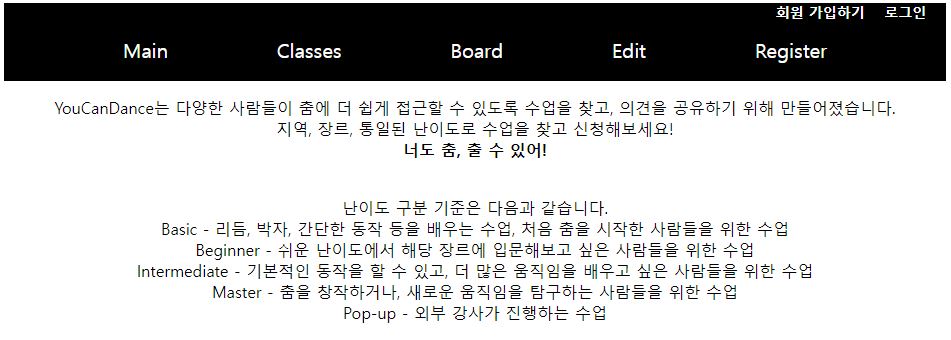 회원 가입하기 로그인
Main Classes Board Edit Register
YouCanDance는 다양한 사람들이 춤에 더 쉽게 접근할 수 있도록 수업을 찾고, 의견을 공유하기 위해 만들어졌습니다.
지역, 장르, 통일된 난이도로 수업을 찾고 신청해보세요!
너도 춤, 출 수 있어!
난이도 구분 기준은 다음과 같습니다.
Basic - 리듬, 박자, 간단한 동작 등을 배우는 수업, 처음 춤을 시작한 사람들을 위한 수업
Beginner - 쉬운 난이도에서 해당 장르에 입문해보고 싶은 사람들을 위한 수업
Intermediate - 기본적인 동작을 할 수 있고, 더 많은 움직임을 배우고 싶은 사람들을 위한 수업
Master - 춤을 창작하거나, 새로운 움직임을 탐구하는 사람들을 위한 수업
Pop-up - 외부 강사가 진행하는 수업